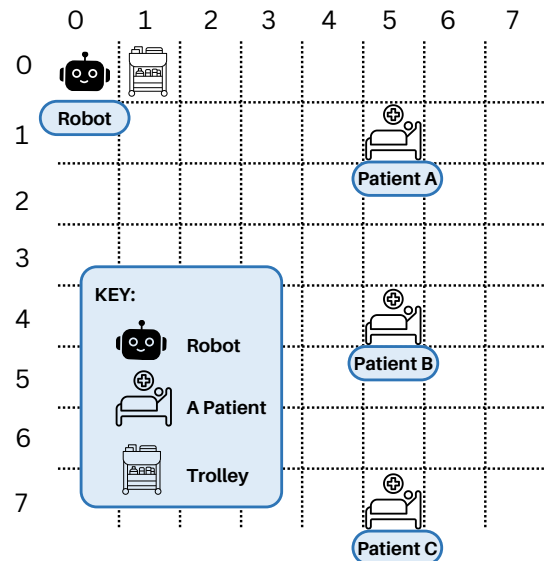 0 1 2 3 4 5 6 7
0
Robot
1
Patient A
2
3
KEY:
4
Robot
Patient B
5
A Patient
6
Trolley
7
Patient C